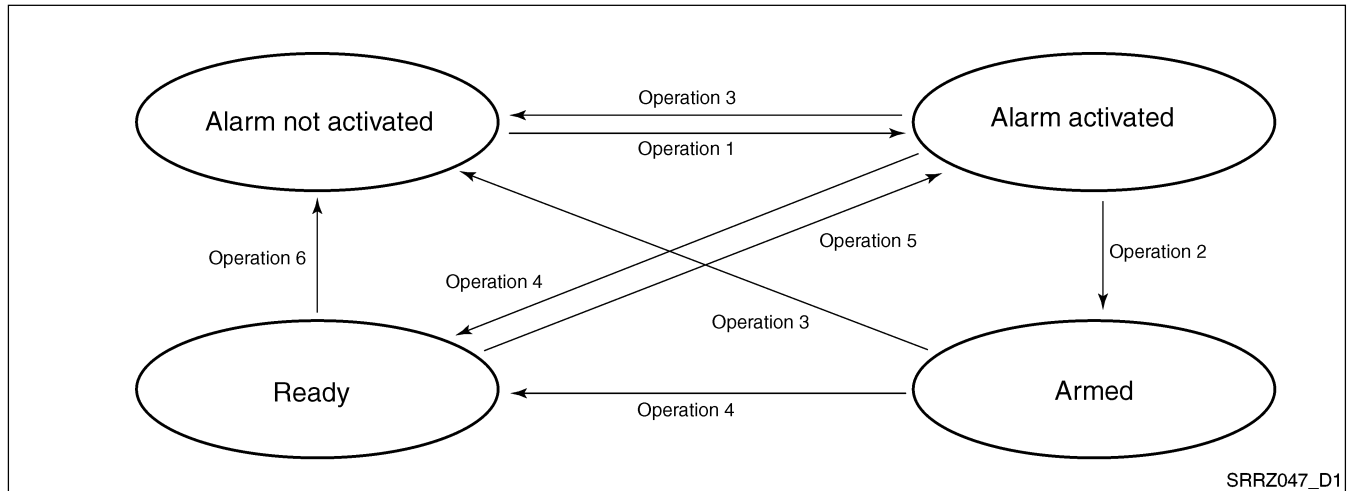 Alarm not activated
Operation 3
Operation 1
Alarm activated
Operation 6
Operation 4
Operation 5
Operation 2
Operation 3
Ready
Operation 4
Armed
SRRZ047_D1